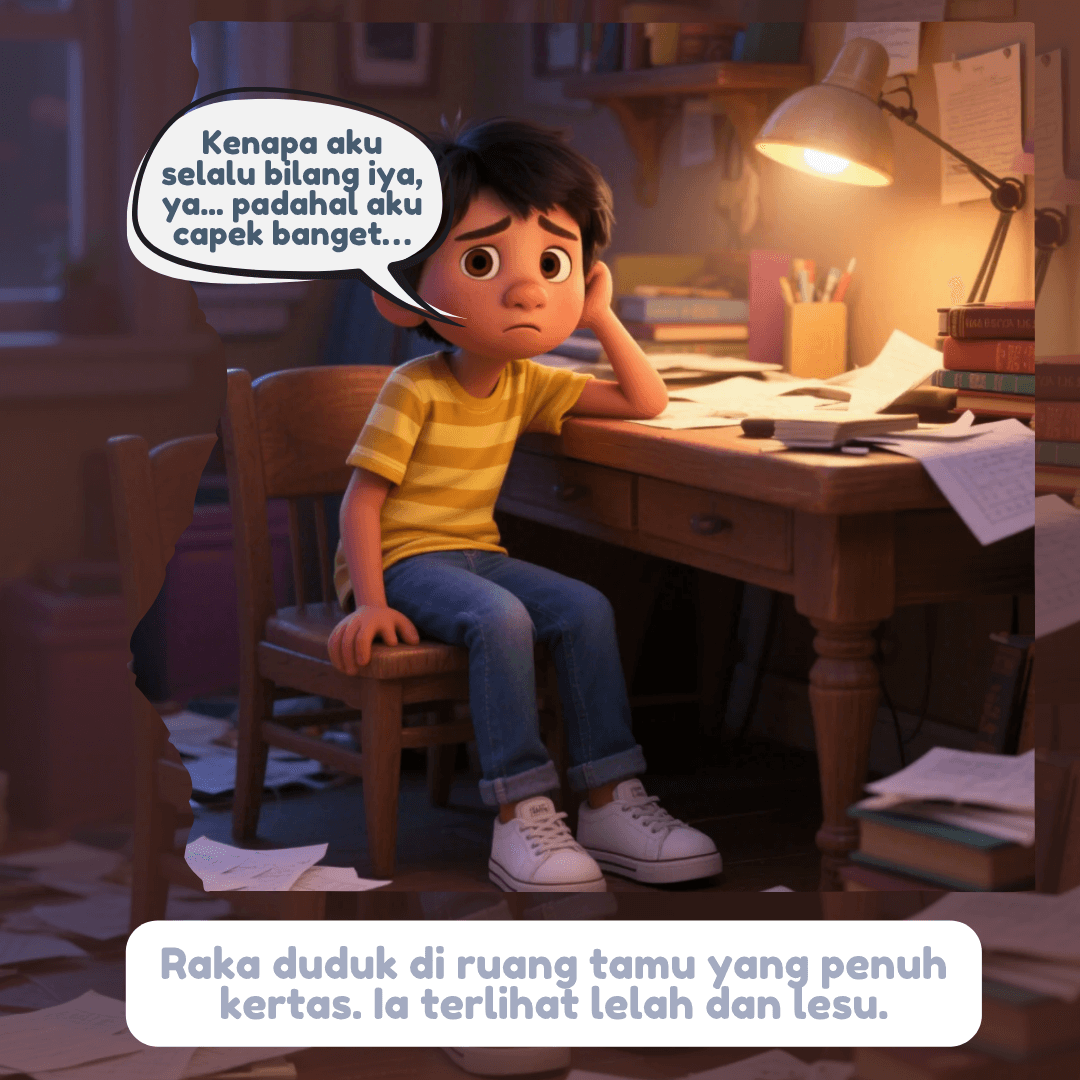 Kenapa aku
selalu bilang iya,
ya... padahal aku
capek banget...
Raka duduk di ruang tamu yang penuh
kertas. Ia terlihat lelah dan lesu.